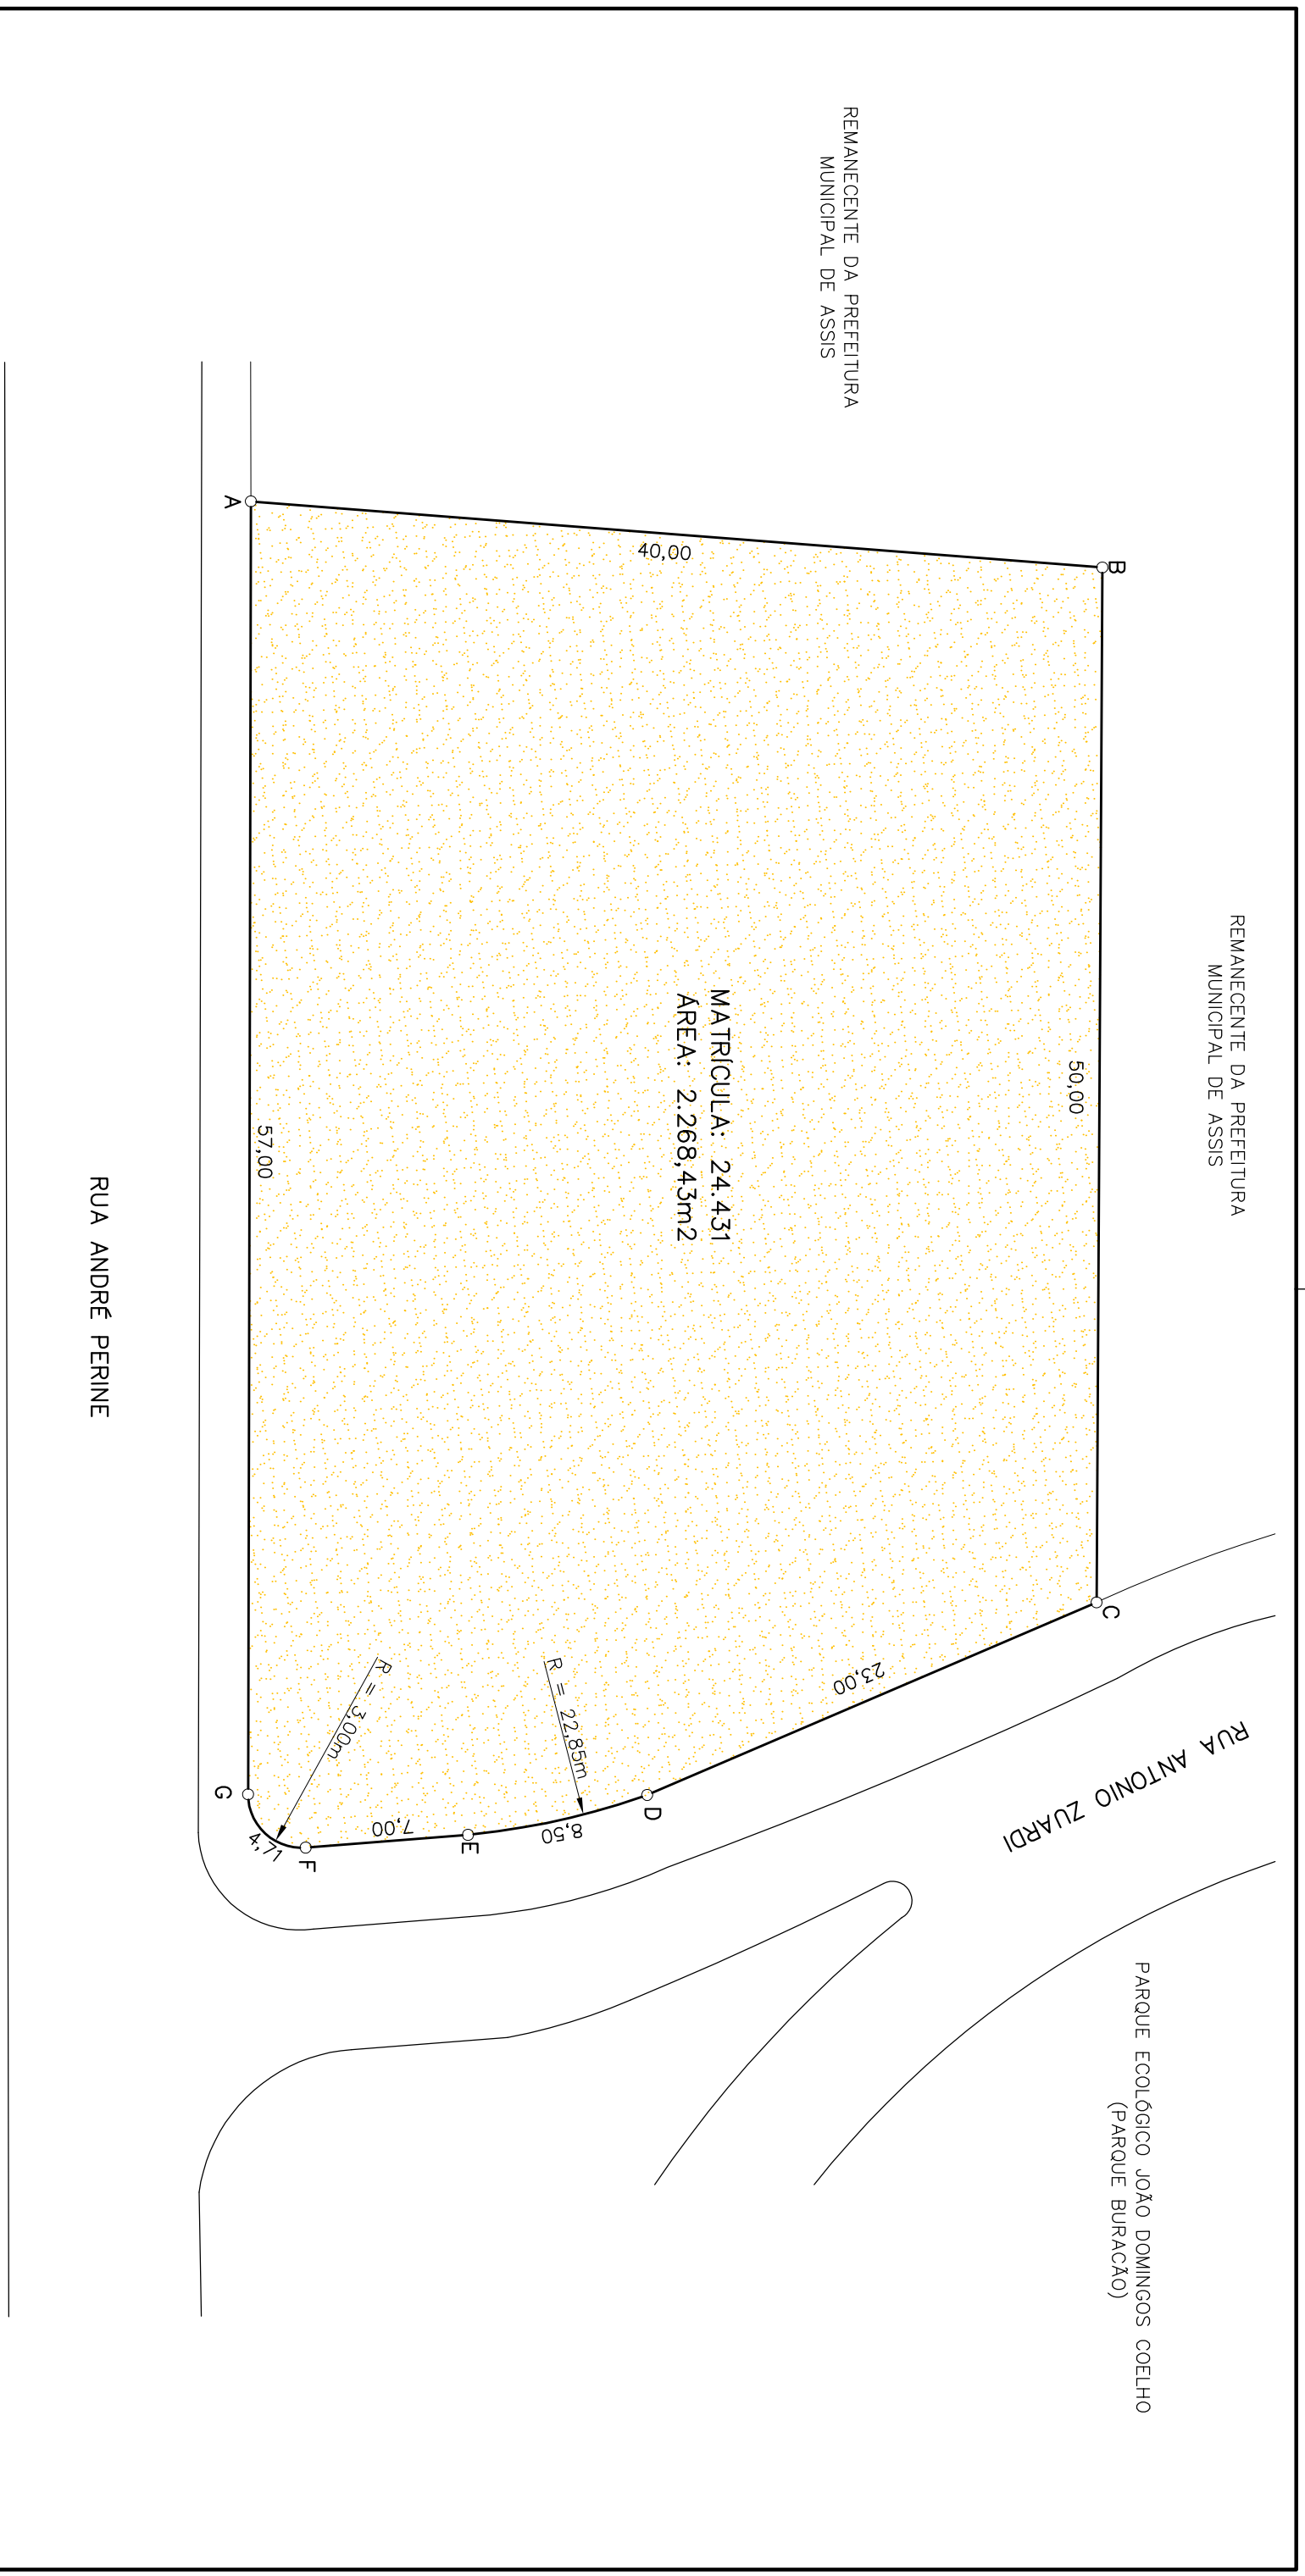 REMANECENTE DA PREFEITURA
MUNICIPAL DE ASSIS
REMANECENTE DA PREFEITURA
MUNICIPAL DE ASSIS
A
B
40,00
50,00
MATRÍCULA: 24.431
ÁREA: 2.268,43m2
57,00
RUA ANDRÉ PERINE
C
23,00
R = 22,85m
R = 3,00m
D
8,50
E
7,00
F
4,71
G
RUA ANTONIO ZUARDI
PARQUE ECOLÓGICO JOÃO DOMINGOS COELHO
(PARQUE BURACÃO)